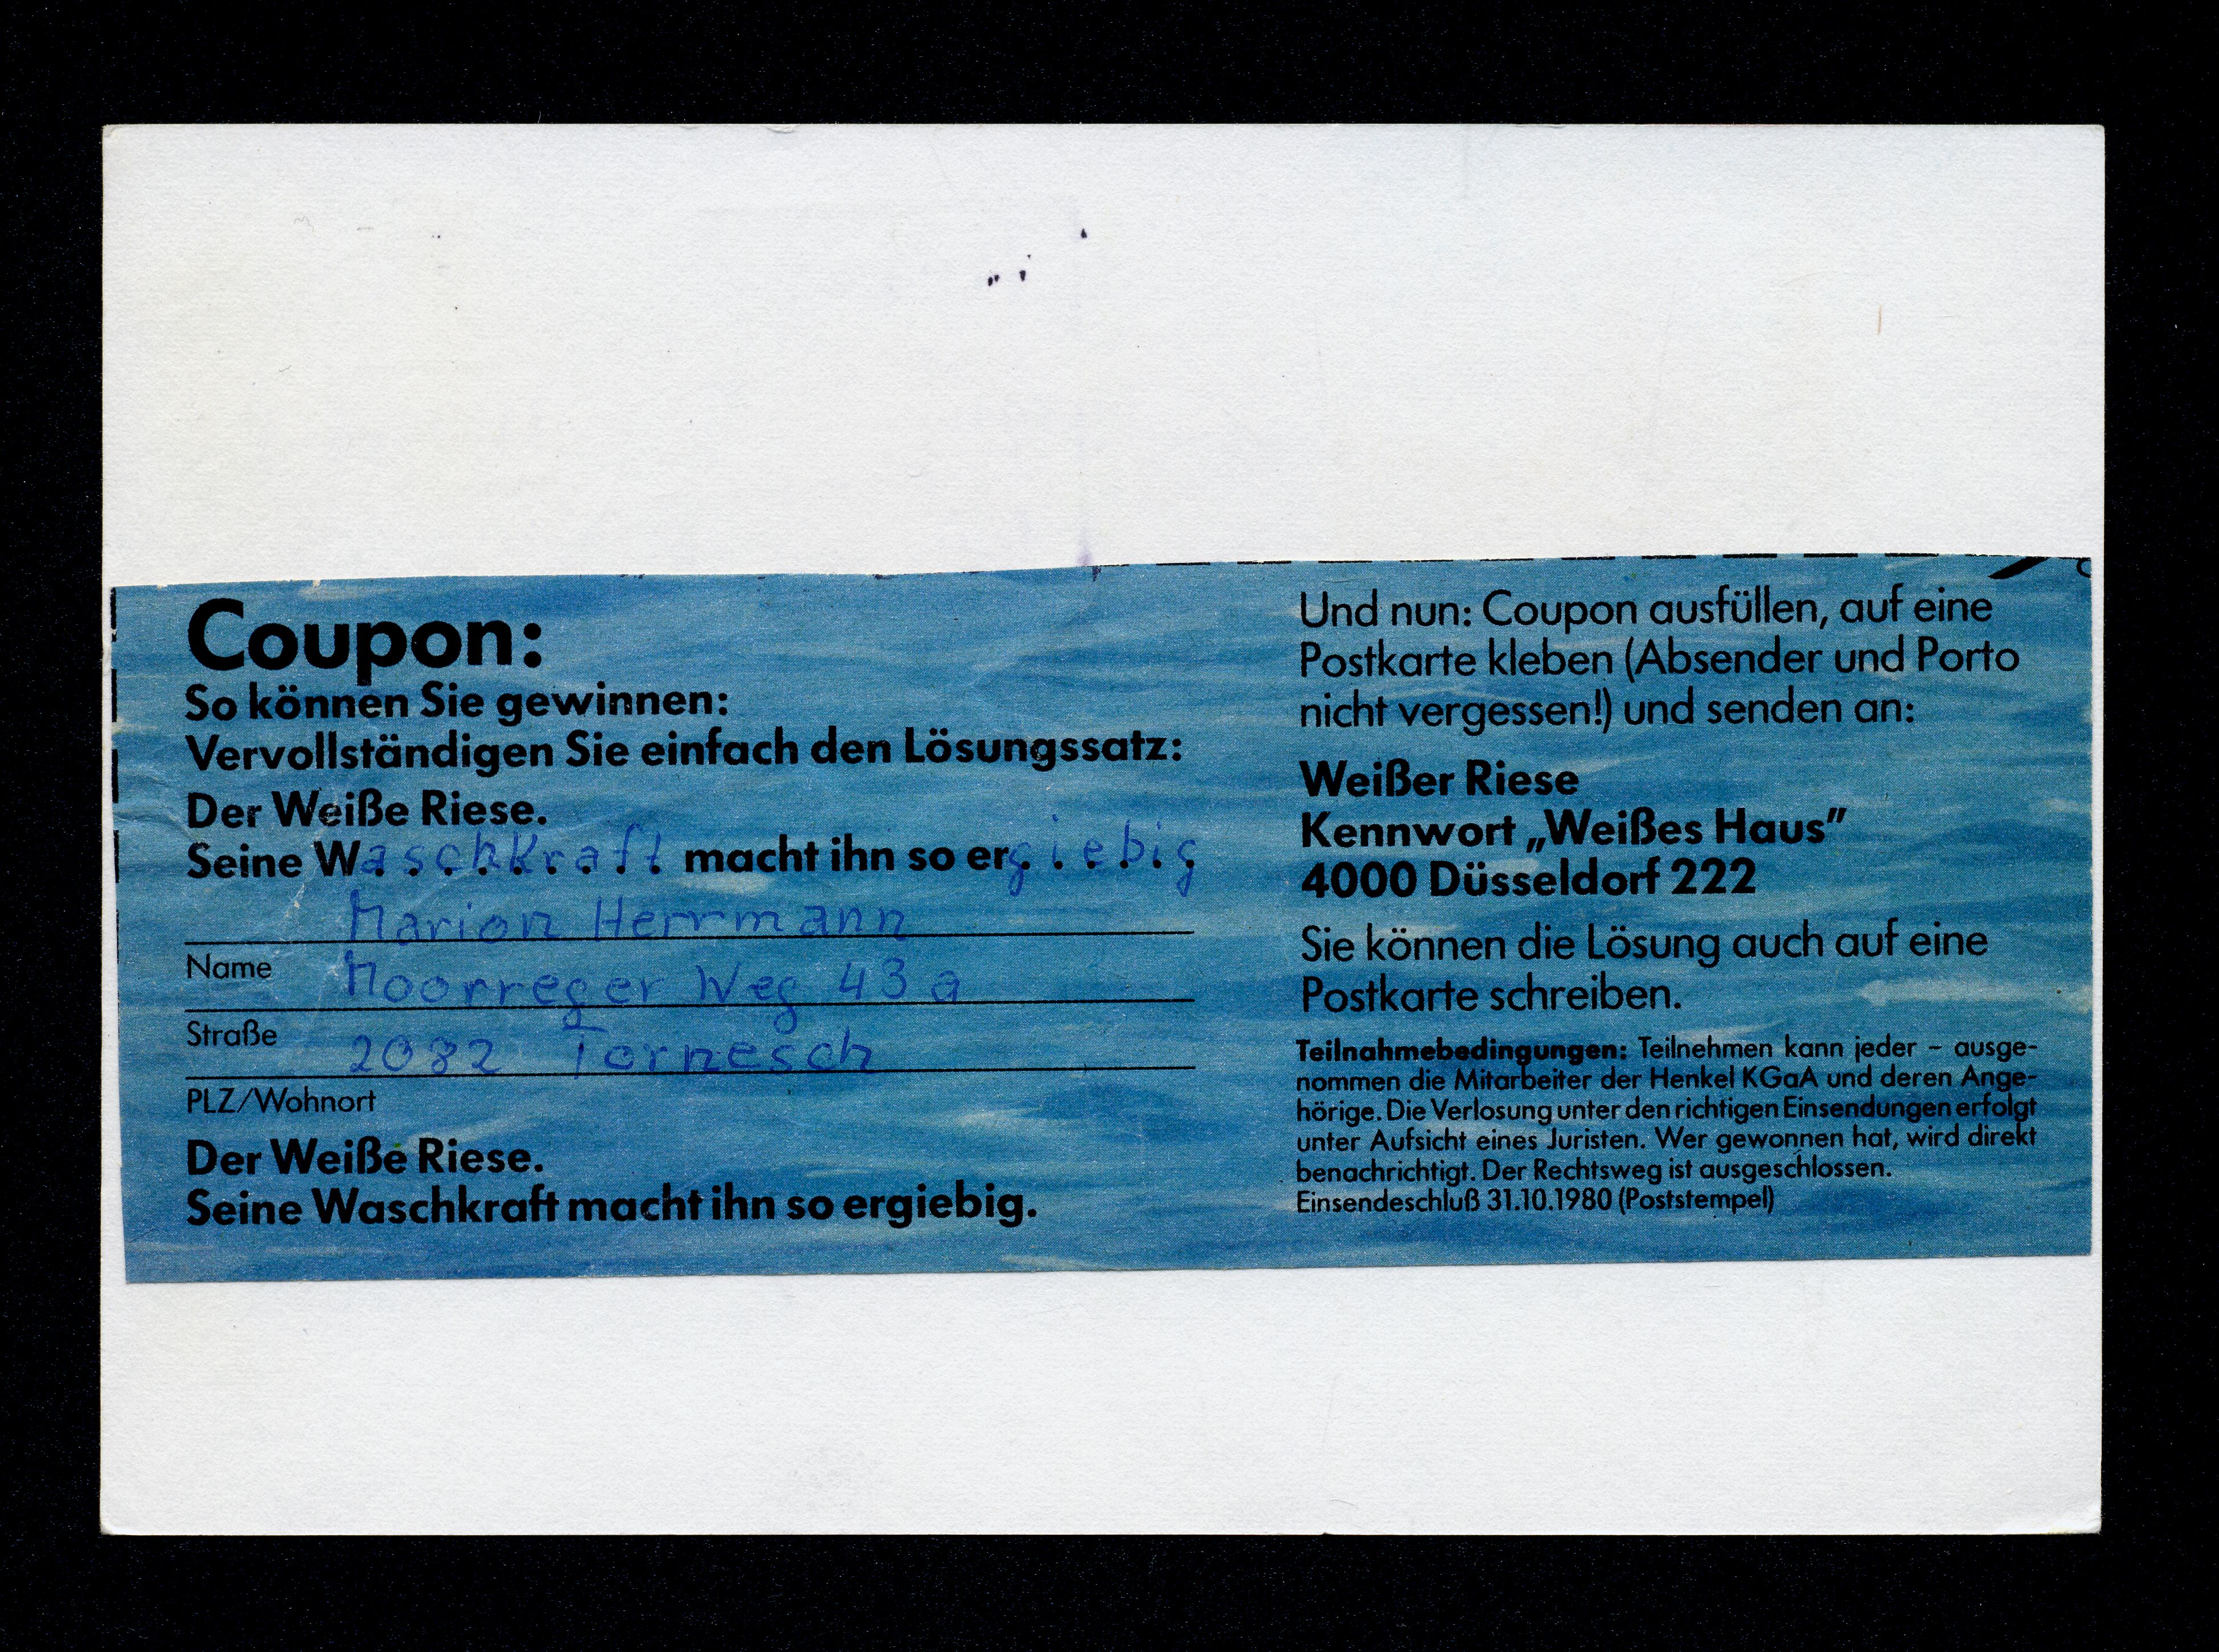 Coupon:
So können Sie gewinnen:
Vervollständigen Sie einfach den Lösungssatz:
Der Weiße Riese.
Seine Waschkraft macht ihn so ergiebig
Marion Herrmann
Name
Moorreger Weg 43 a
Straße
2082 Tornesch
PLZ/Wohnort
Der Weiße Riese.
Seine Waschkraft macht ihn so ergiebig.
Und nun: Coupon ausfüllen, auf eine
Postkarte kleben (Absender und Porto
nicht vergessen!) und senden an:
Weißer Riese
Kennwort „Weißes Haus”
4000 Düsseldorf 222
Sie können die Lösung auch auf eine
Postkarte schreiben.
Teilnahmebedingungen: Teilnehmen kann jeder – ausge-
nommen die Mitarbeiter der Henkel KGaA und deren Ange-
hörige. Die Verlosung unter den richtigen Einsendungen erfolgt
unter Aufsicht eines Juristen. Wer gewonnen hat, wird direkt
benachrichtigt. Der Rechtsweg ist ausgeschlossen.
Einsendeschluß 31.10.1980 (Poststempel)